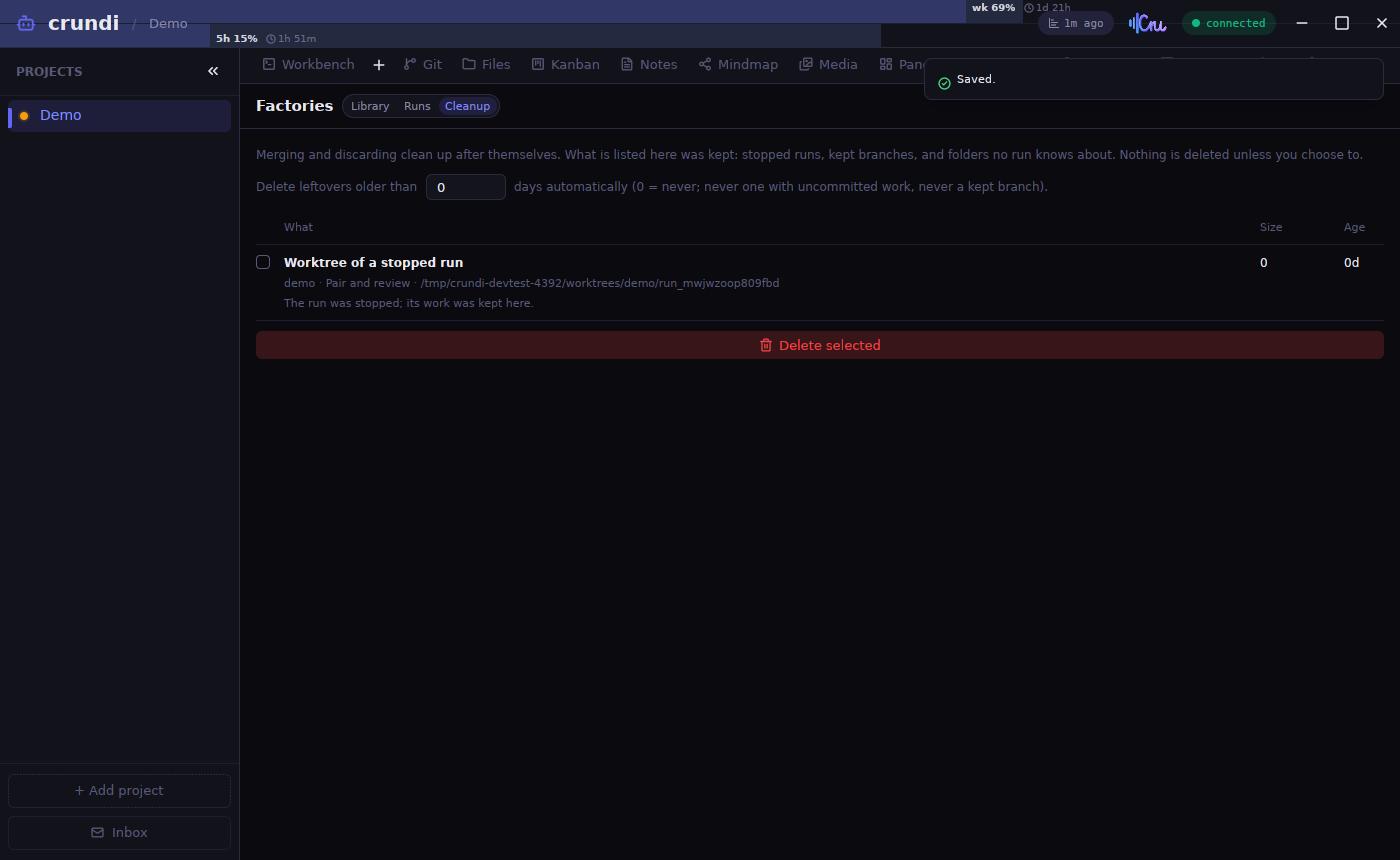 wk 69% 1d 21h
crundi / Demo
1m ago
connected
5h 15% 1h 51m
PROJECTS
Workbench
Git
Files
Kanban
Notes
Mindmap
Media
Saved.
Demo
Factories
Library
Runs
Cleanup
Merging and discarding clean up after themselves. What is listed here was kept: stopped runs, kept branches, and folders no run knows about. Nothing is deleted unless you choose to.
Delete leftovers older than 0 days automatically (0 = never; never one with uncommitted work, never a kept branch).
What Size Age
Worktree of a stopped run 0 0d
demo · Pair and review · /tmp/crundi-devtest-4392/worktrees/demo/run_mwjwzoop809fbd
The run was stopped; its work was kept here.
Delete selected
+ Add project
Inbox